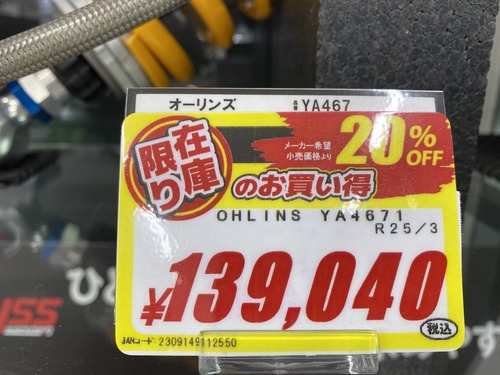 オーリンズ
品番 YA467
在庫
限り
のお買い得
メーカー希望
小売価格より
20%
OFF
OHLINS YA4671
R25/3
¥139,040
税込
JANコード: 2309149112550